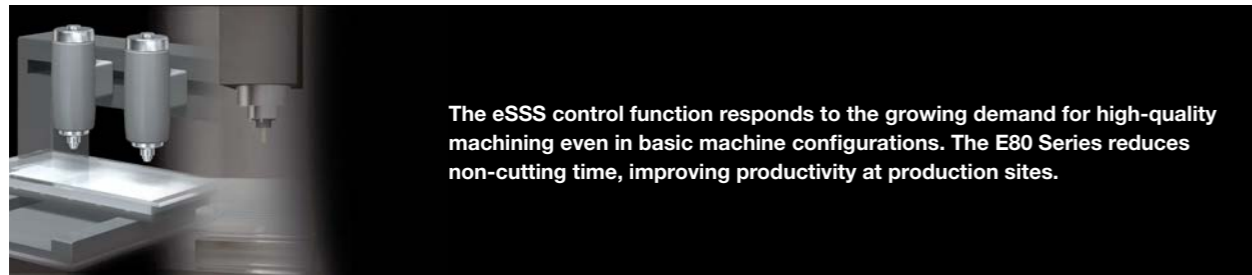 The eSSS control function responds to the growing demand for high-quality
machining even in basic machine configurations. The E80 Series reduces
non-cutting time, improving productivity at production sites.